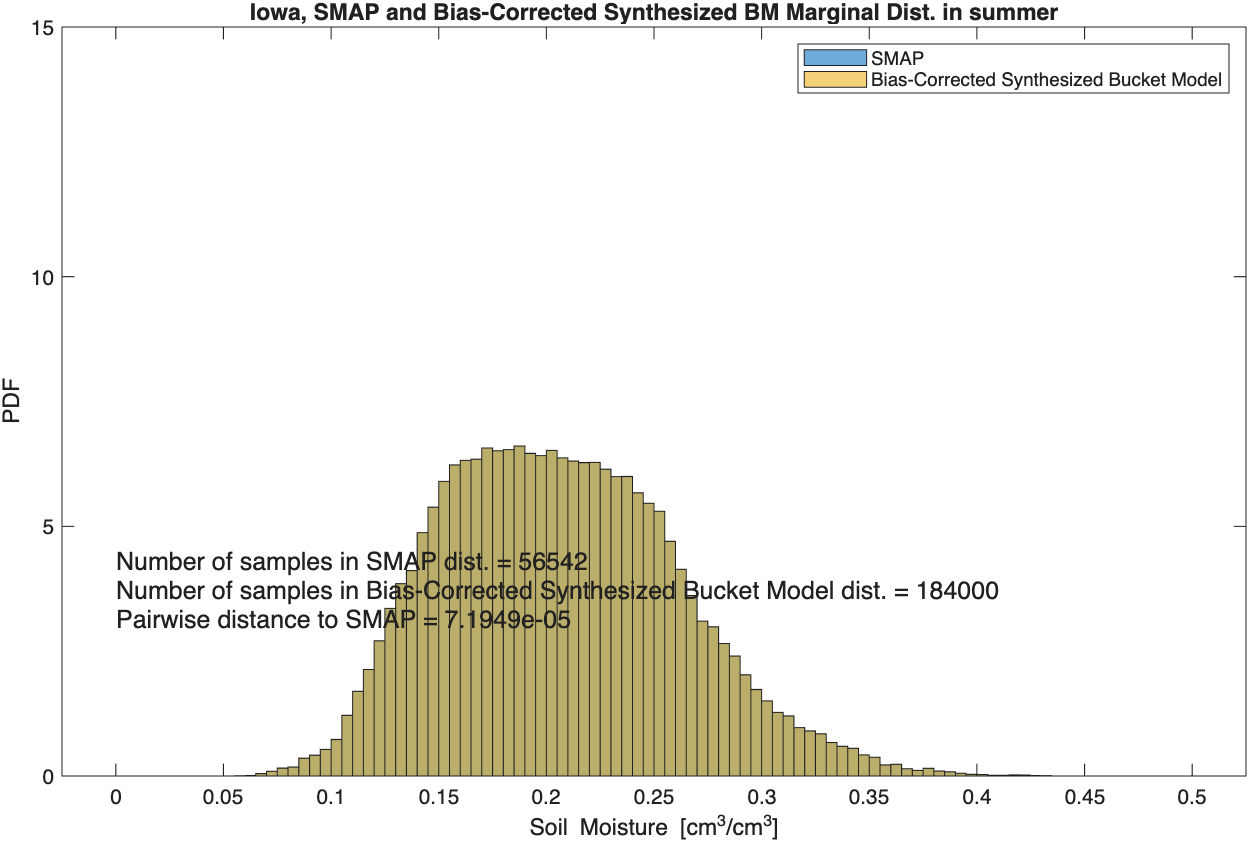 Iowa, SMAP and Bias-Corrected Synthesized BM Marginal Dist. in summer
15
SMAP
Bias-Corrected Synthesized Bucket Model
10
PDF
5
Number of samples in SMAP dist. = 56542
Number of samples in Bias-Corrected Synthesized Bucket Model dist. = 184000
Pairwise distance to SMAP = 7.1949e-05
0
0 0.05 0.1 0.15 0.2 0.25 0.3 0.35 0.4 0.45 0.5
Soil Moisture [cm³/cm³]